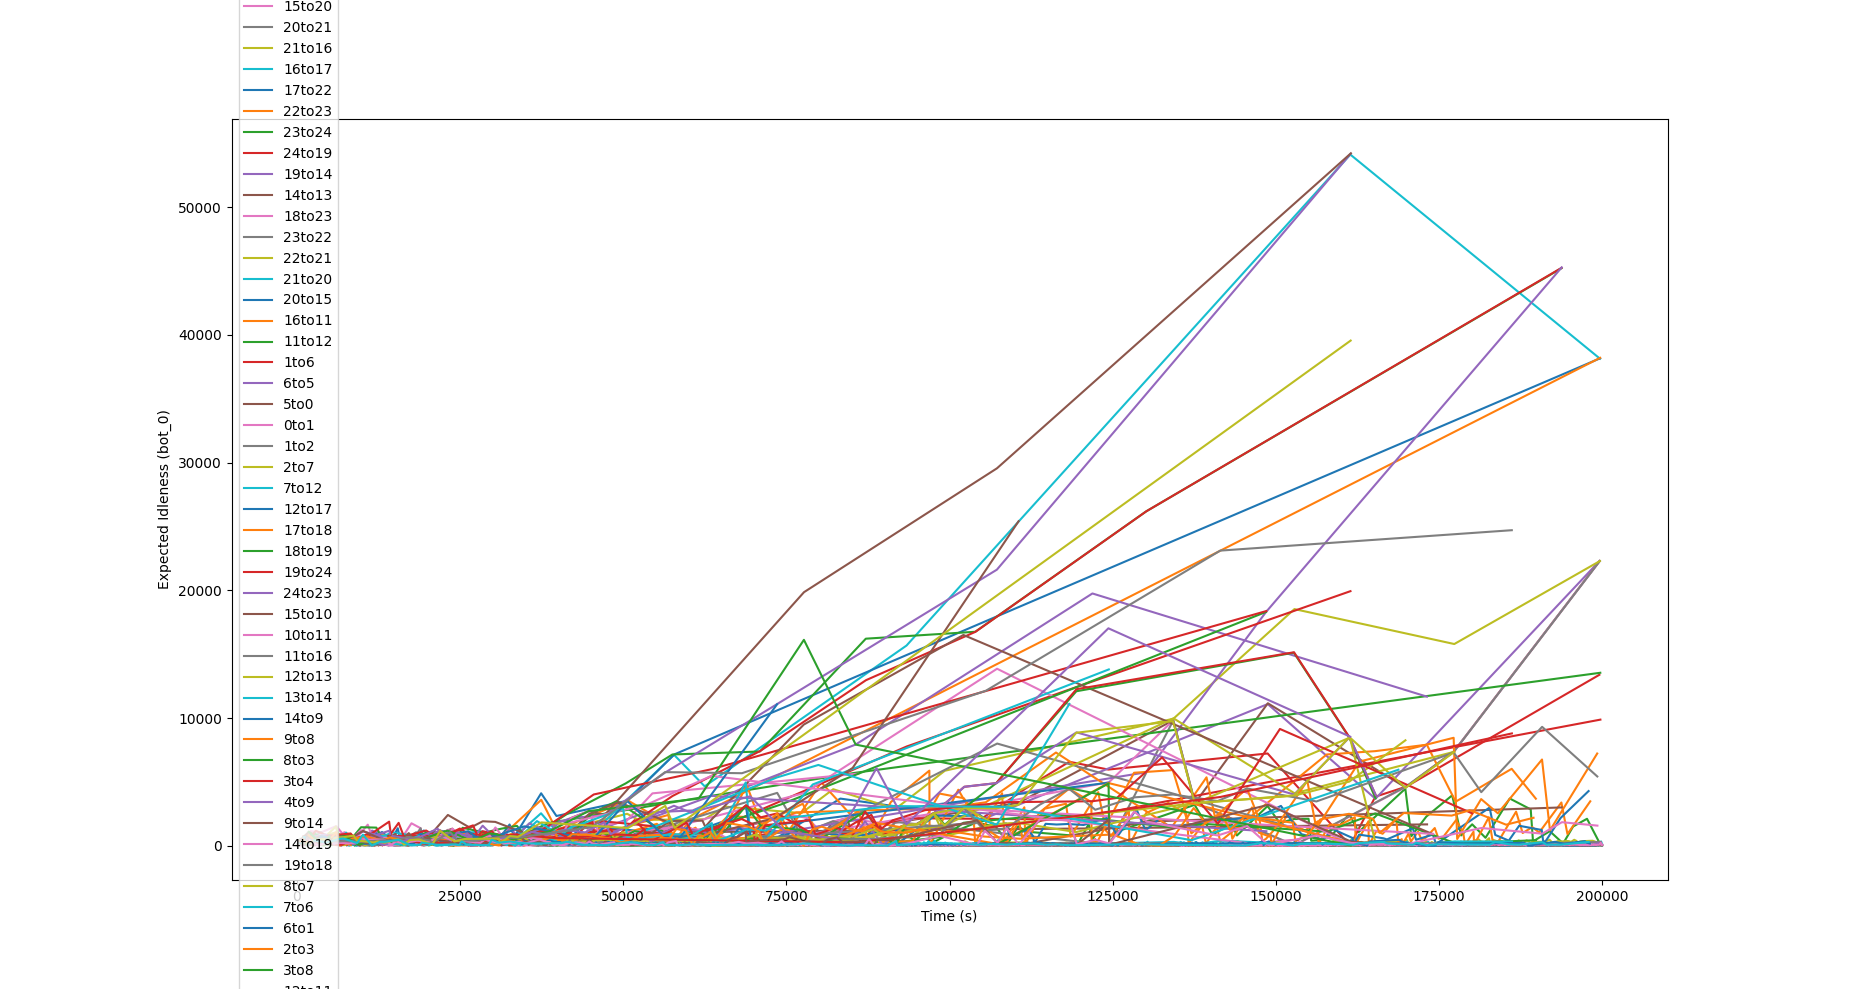 15to20
20to21
21to16
16to17
17to22
22to23
23to24
24to19
19to14
14to13
18to23
23to22
22to21
21to20
20to15
16to11
11to12
1to6
6to5
5to0
0to1
1to2
2to7
7to12
12to17
17to18
18to19
19to24
24to23
15to10
10to11
11to16
12to13
13to14
14to9
9to8
8to3
3to4
4to9
9to14
14to19
19to18
8to7
7to6
6to1
2to3
3to8
12to11
50000
40000
30000
20000
10000
0
Expected Idleness (bot_0)
0 25000 50000 75000 100000 125000 150000 175000 200000
Time (s)